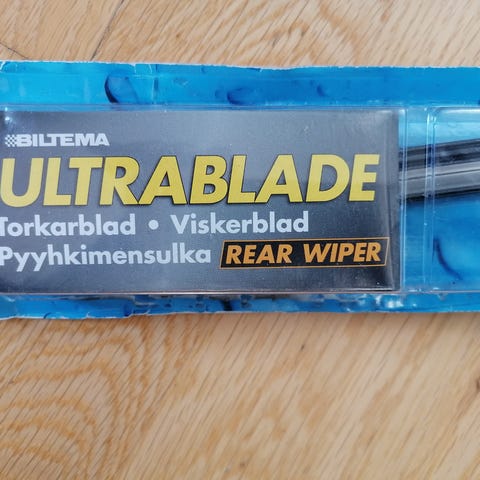 BILTEMA
ULTRABLADE
Torkarblad • Viskerblad
Pyyhkimensulka REAR WIPER